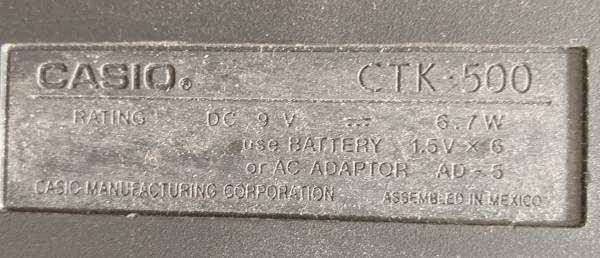 CASIO® CTK-500
RATING DC 9 V ⎓ 6.7W
use BATTERY 1.5V × 6
or AC ADAPTOR AD-5
CASIO MANUFACTURING CORPORATION ASSEMBLED IN MEXICO